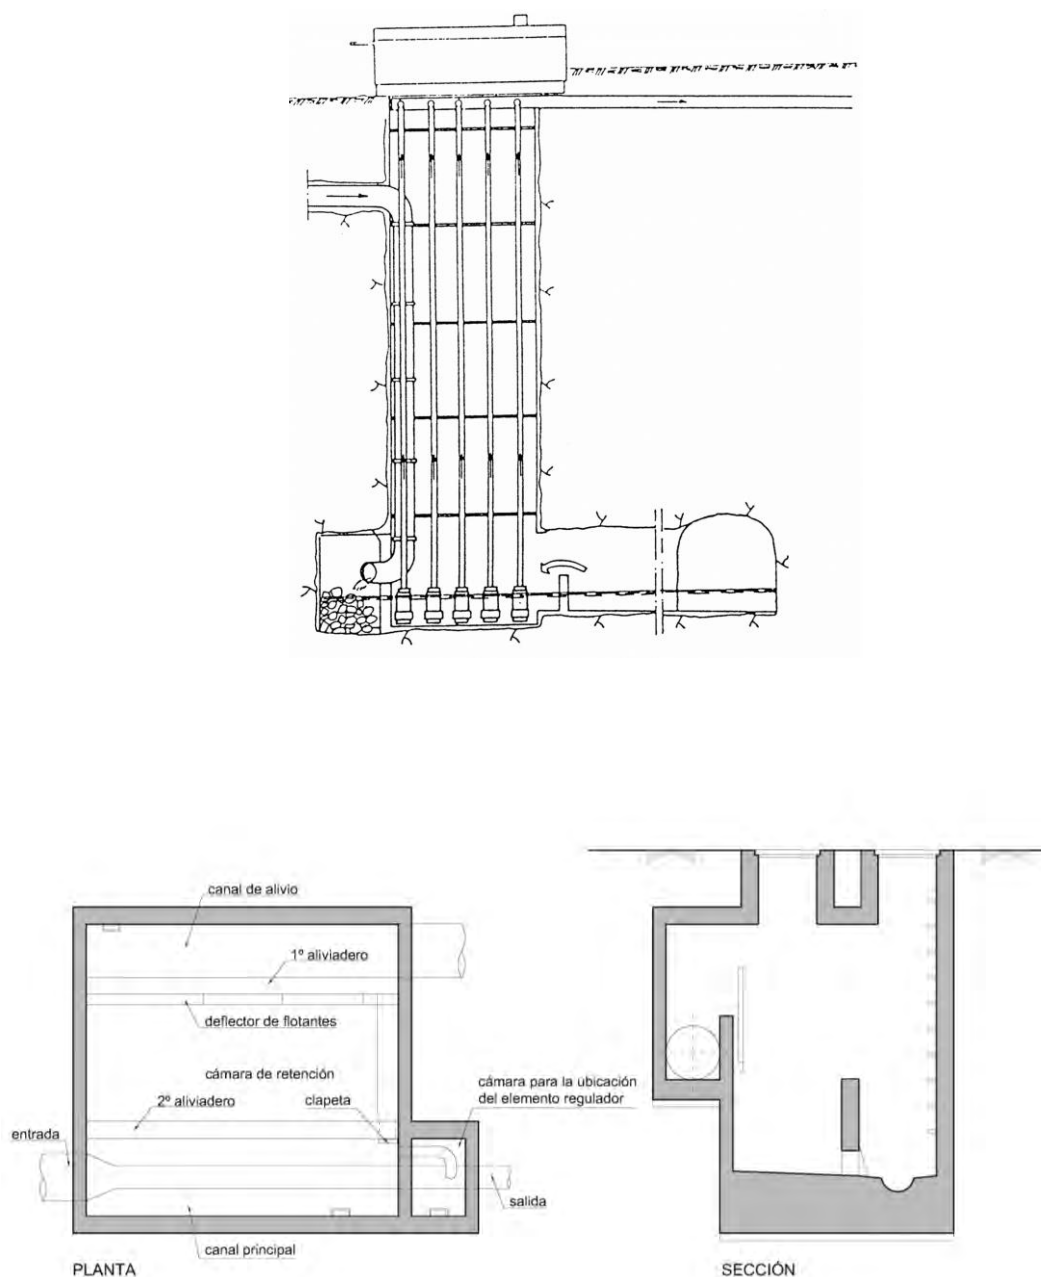 canal de alivio
1º aliviadero
deflector de flotantes
cámara de retención
2º aliviadero
clapeta
cámara para la ubicación
del elemento regulador
entrada
salida
canal principal
PLANTA
SECCIÓN